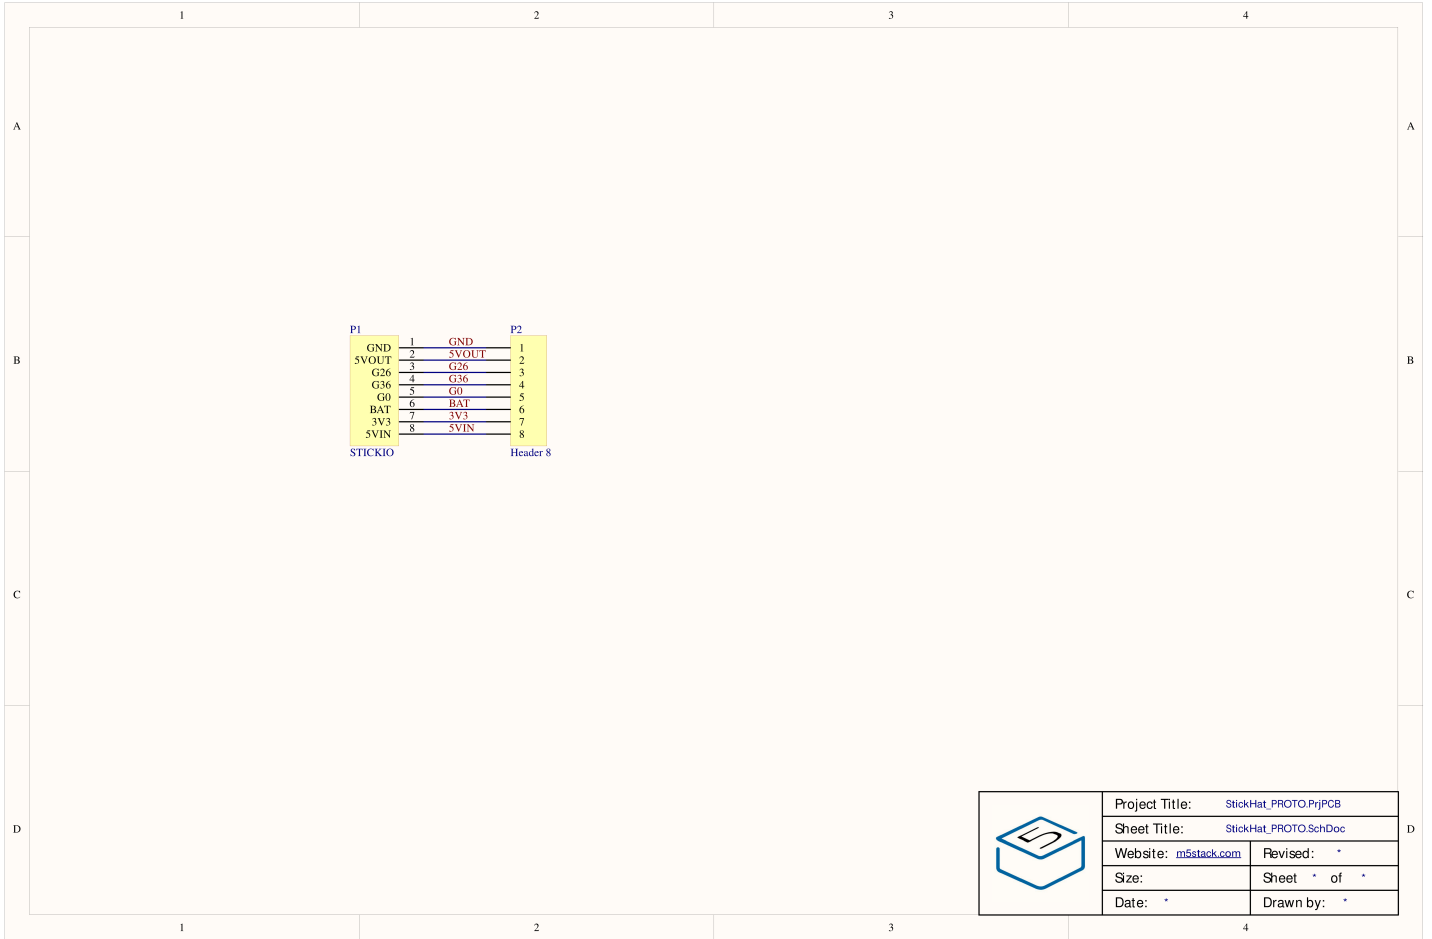 1 2 3 4
A A
B B
P1 P2
GND 1 GND 1
5VOUT 2 5VOUT 2
G26 3 G26 3
G36 4 G36 4
G0 5 G0 5
BAT 6 BAT 6
3V3 7 3V3 7
5VIN 8 5VIN 8
STICKIO Header 8
C C
D D
5
Project Title: StickHat_PROTO.PrjPCB
Sheet Title: StickHat_PROTO.SchDoc
Website: m5stack.com Revised: *
Size: Sheet * of *
Date: * Drawn by: *
1 2 3 4